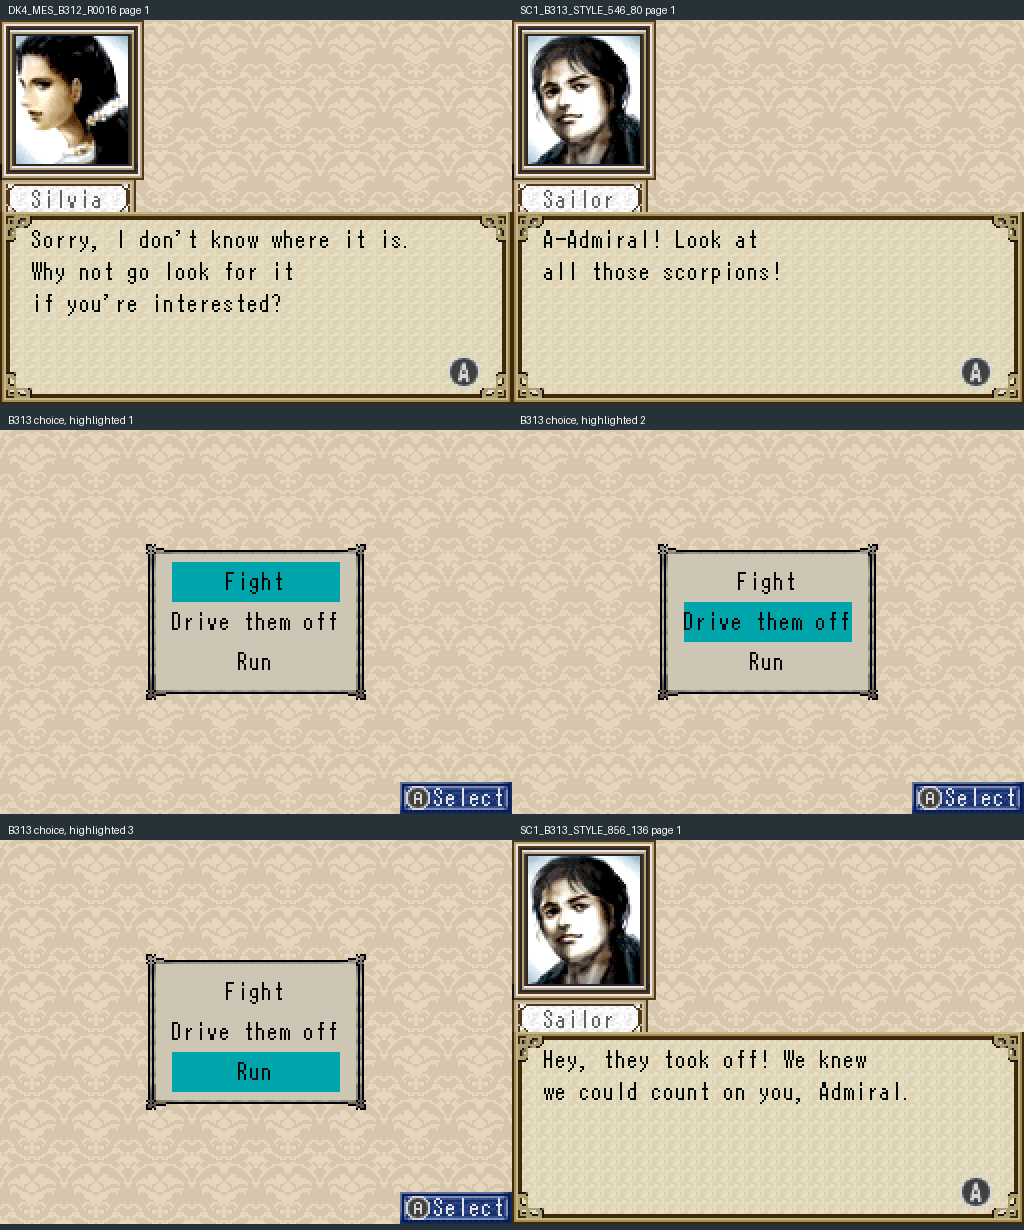 DK4_MES_B312_R0016 page 1
Silvia
Sorry, I don't know where it is.
Why not go look for it
if you're interested?
A
SC1_B313_STYLE_546_80 page 1
Sailor
A-Admiral! Look at
all those scorpions!
A
B313 choice, highlighted 1
Fight
Drive them off
Run
A Select
B313 choice, highlighted 2
Fight
Drive them off
Run
A Select
B313 choice, highlighted 3
Fight
Drive them off
Run
A Select
SC1_B313_STYLE_856_136 page 1
Sailor
Hey, they took off! We knew
we could count on you, Admiral.
A